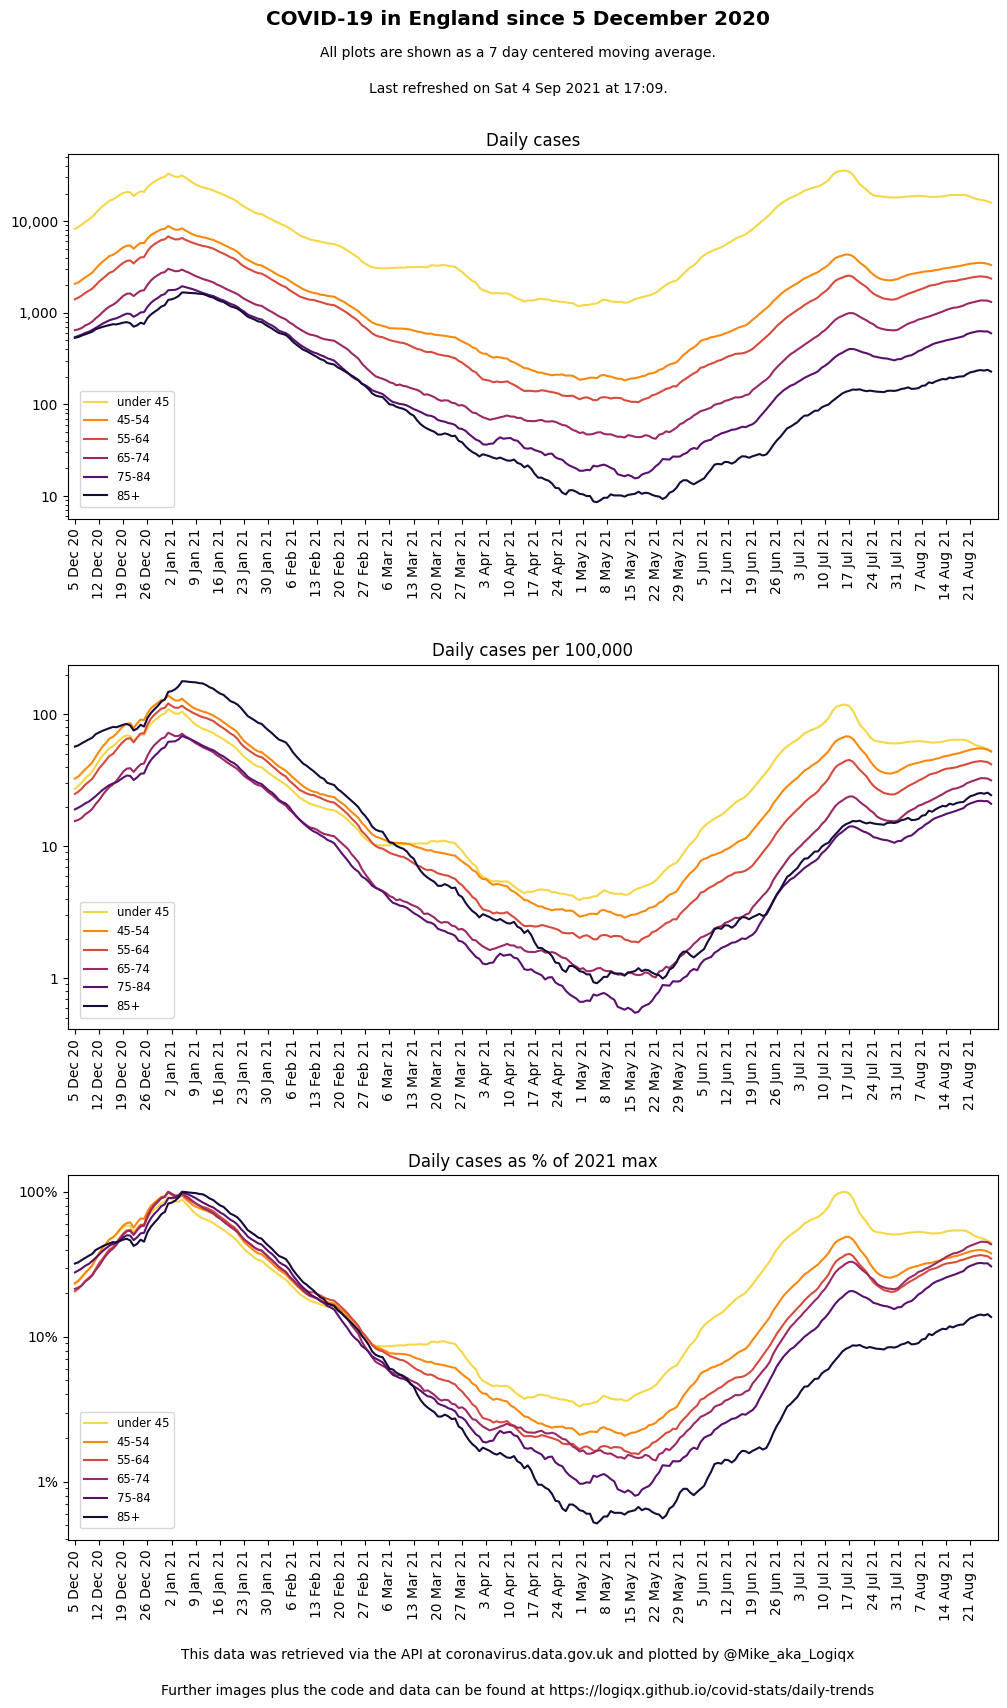 COVID-19 in England since 5 December 2020
All plots are shown as a 7 day centered moving average.
Last refreshed on Sat 4 Sep 2021 at 17:09.
Daily cases
10,000
1,000
100
10
under 45
45-54
55-64
65-74
75-84
85+
5 Dec 20
12 Dec 20
19 Dec 20
26 Dec 20
2 Jan 21
9 Jan 21
16 Jan 21
23 Jan 21
30 Jan 21
6 Feb 21
13 Feb 21
20 Feb 21
27 Feb 21
6 Mar 21
13 Mar 21
20 Mar 21
27 Mar 21
3 Apr 21
10 Apr 21
17 Apr 21
24 Apr 21
1 May 21
8 May 21
15 May 21
22 May 21
29 May 21
5 Jun 21
12 Jun 21
19 Jun 21
26 Jun 21
3 Jul 21
10 Jul 21
17 Jul 21
24 Jul 21
31 Jul 21
7 Aug 21
14 Aug 21
21 Aug 21
Daily cases per 100,000
100
10
1
under 45
45-54
55-64
65-74
75-84
85+
5 Dec 20
12 Dec 20
19 Dec 20
26 Dec 20
2 Jan 21
9 Jan 21
16 Jan 21
23 Jan 21
30 Jan 21
6 Feb 21
13 Feb 21
20 Feb 21
27 Feb 21
6 Mar 21
13 Mar 21
20 Mar 21
27 Mar 21
3 Apr 21
10 Apr 21
17 Apr 21
24 Apr 21
1 May 21
8 May 21
15 May 21
22 May 21
29 May 21
5 Jun 21
12 Jun 21
19 Jun 21
26 Jun 21
3 Jul 21
10 Jul 21
17 Jul 21
24 Jul 21
31 Jul 21
7 Aug 21
14 Aug 21
21 Aug 21
Daily cases as % of 2021 max
100%
10%
1%
under 45
45-54
55-64
65-74
75-84
85+
5 Dec 20
12 Dec 20
19 Dec 20
26 Dec 20
2 Jan 21
9 Jan 21
16 Jan 21
23 Jan 21
30 Jan 21
6 Feb 21
13 Feb 21
20 Feb 21
27 Feb 21
6 Mar 21
13 Mar 21
20 Mar 21
27 Mar 21
3 Apr 21
10 Apr 21
17 Apr 21
24 Apr 21
1 May 21
8 May 21
15 May 21
22 May 21
29 May 21
5 Jun 21
12 Jun 21
19 Jun 21
26 Jun 21
3 Jul 21
10 Jul 21
17 Jul 21
24 Jul 21
31 Jul 21
7 Aug 21
14 Aug 21
21 Aug 21
This data was retrieved via the API at coronavirus.data.gov.uk and plotted by @Mike_aka_Logiqx
Further images plus the code and data can be found at https://logiqx.github.io/covid-stats/daily-trends